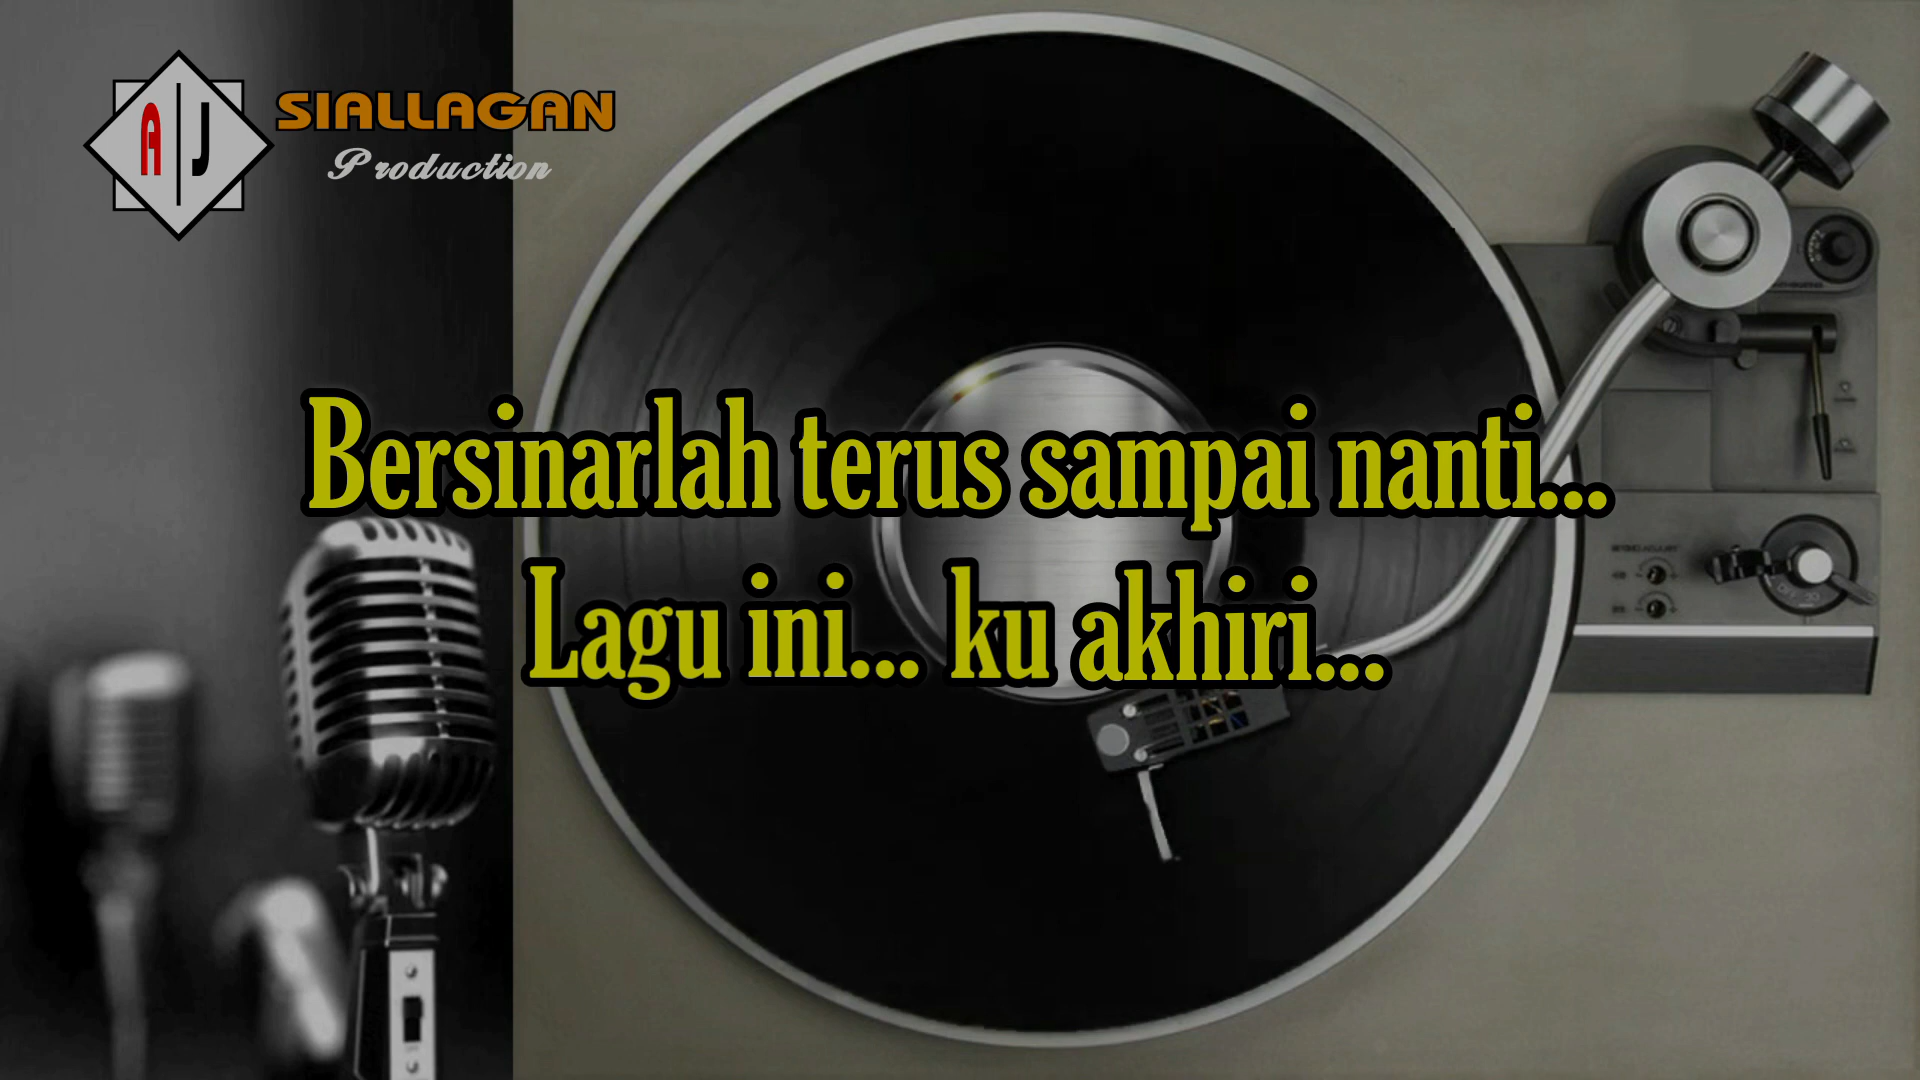 A J
SIALLAGAN
Production
Bersinarlah terus sampai nanti...
Lagu ini... ku akhiri...